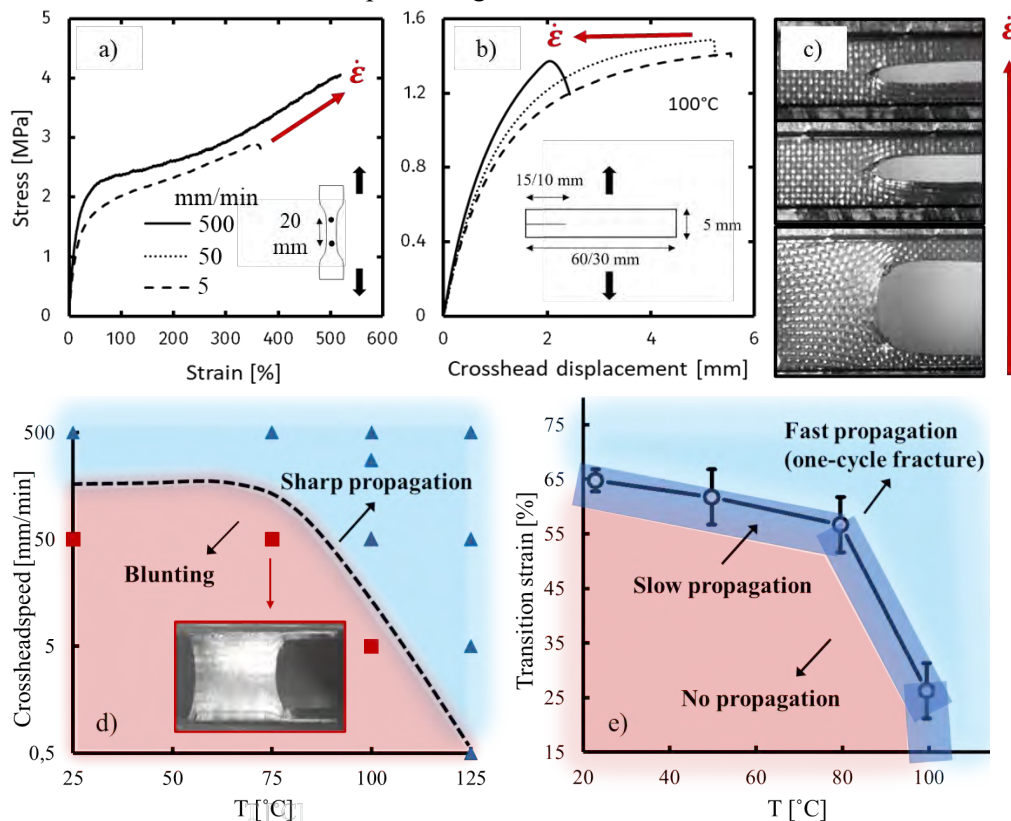 a)
Stress [MPa]
5
4
3
2
1
0
0 100 200 300 400 500 600
Strain [%]
ε̇
mm/min
500
50
5
20
mm
b)
1.6
1.2
0.8
0.4
0
0 2 4 6
Crosshead displacement [mm]
ε̇
100°C
15/10 mm
5 mm
60/30 mm
c)
ε̇
Crosshead speed [mm/min]
500
50
5
0,5
25 50 75 100 125
T [˚C]
Sharp propagation
Blunting
d)
Transition strain [%]
75
65
55
45
35
25
15
20 40 60 80 100
T [˚C]
Fast propagation
(one-cycle fracture)
Slow propagation
No propagation
e)